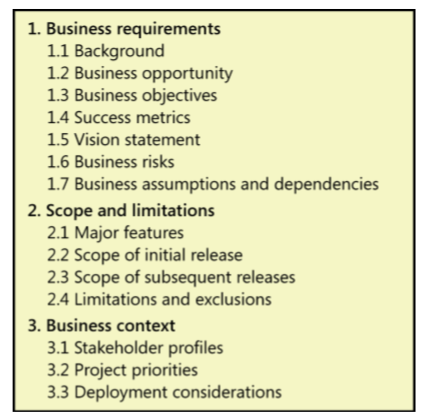 1. Business requirements
1.1 Background
1.2 Business opportunity
1.3 Business objectives
1.4 Success metrics
1.5 Vision statement
1.6 Business risks
1.7 Business assumptions and dependencies
2. Scope and limitations
2.1 Major features
2.2 Scope of initial release
2.3 Scope of subsequent releases
2.4 Limitations and exclusions
3. Business context
3.1 Stakeholder profiles
3.2 Project priorities
3.3 Deployment considerations